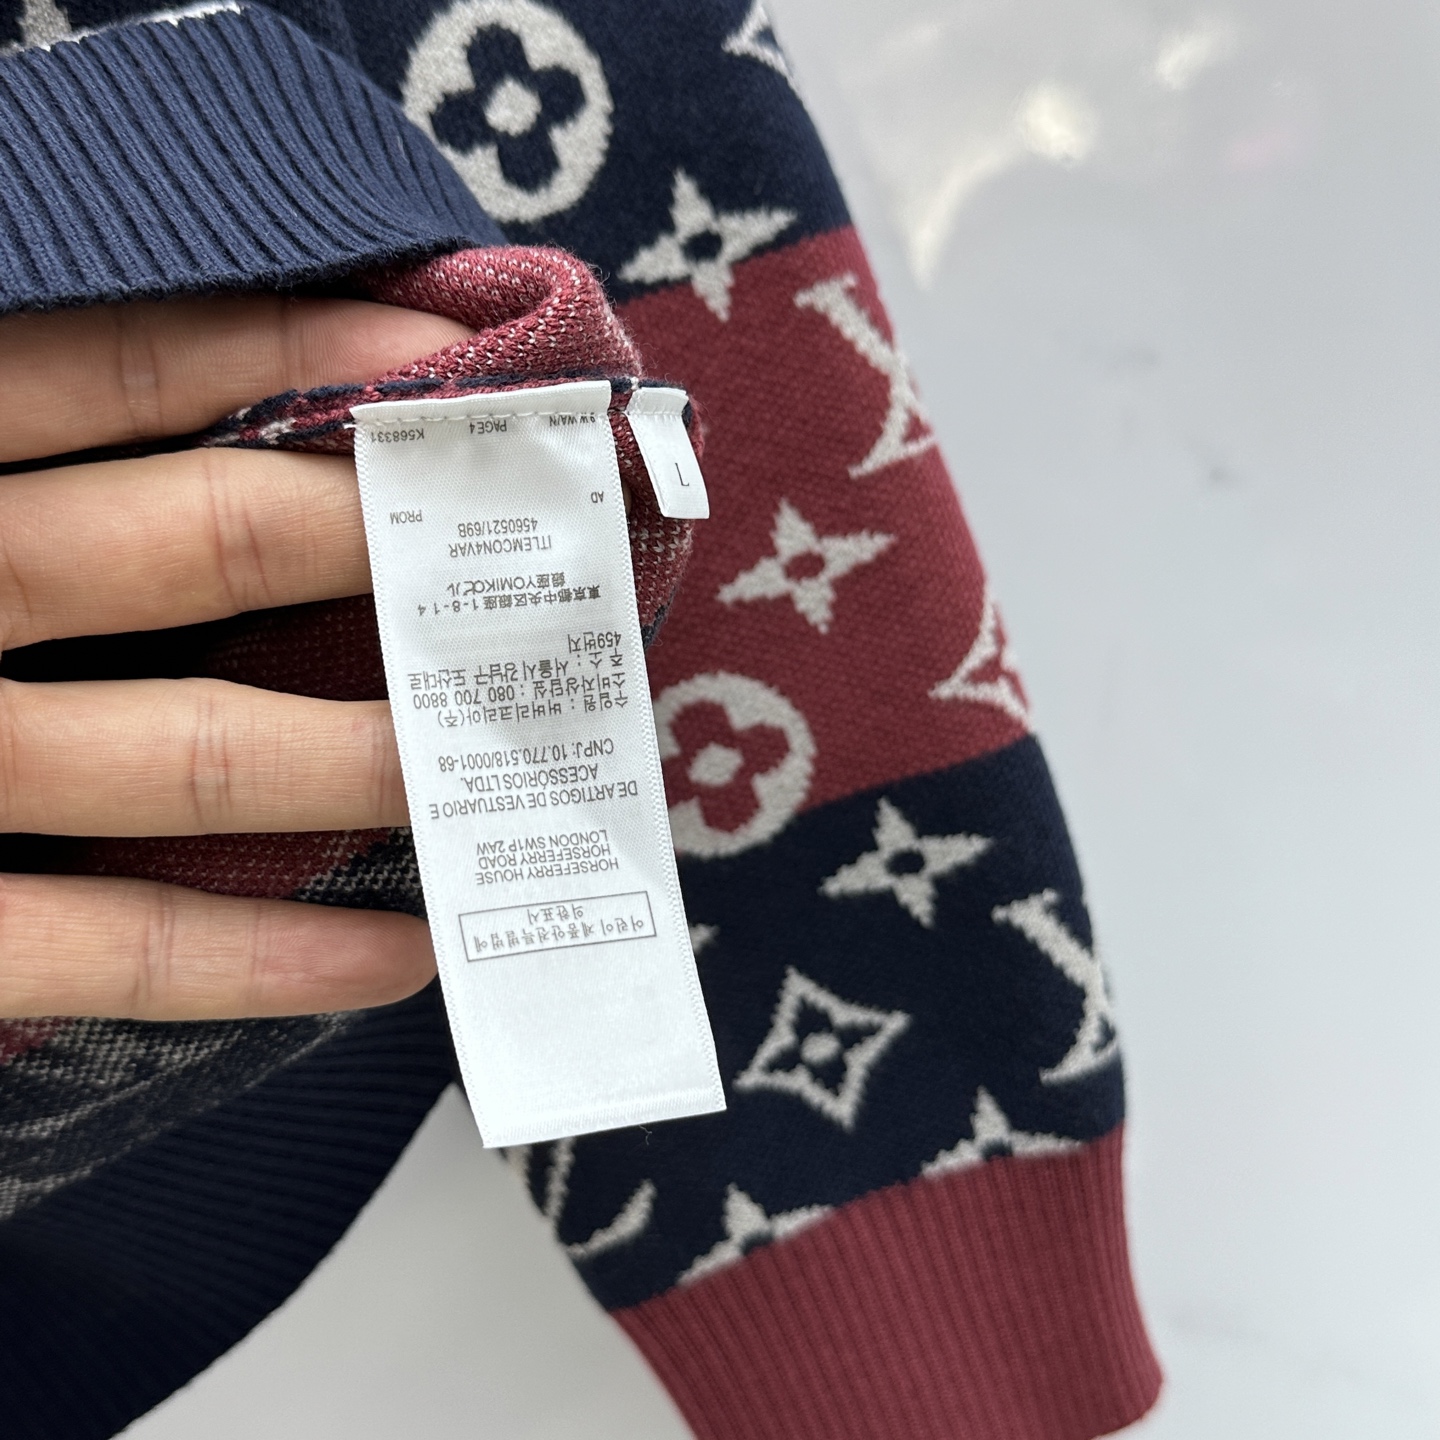 어린이제품안전특별법에
의한표시
HORSEFERRY HOUSE
HORSEFERRY ROAD
LONDON SW1P 2AW
DE ARTIGOS DE VESTUARIO E
ACESSÓRIOS LTDA.
CNPJ: 10.770.518/0001-68
수입원 : 버버리코리아(주)
소비자상담실 : 080 700 8800
주 소 : 서울시 강남구 도산대로
459번지
東京都中央区銀座 1-8-14
銀座YOMIKOビル
ITLEMCON4VAR
4560521/69B
PROM
AD
K568331 PAGE4
L